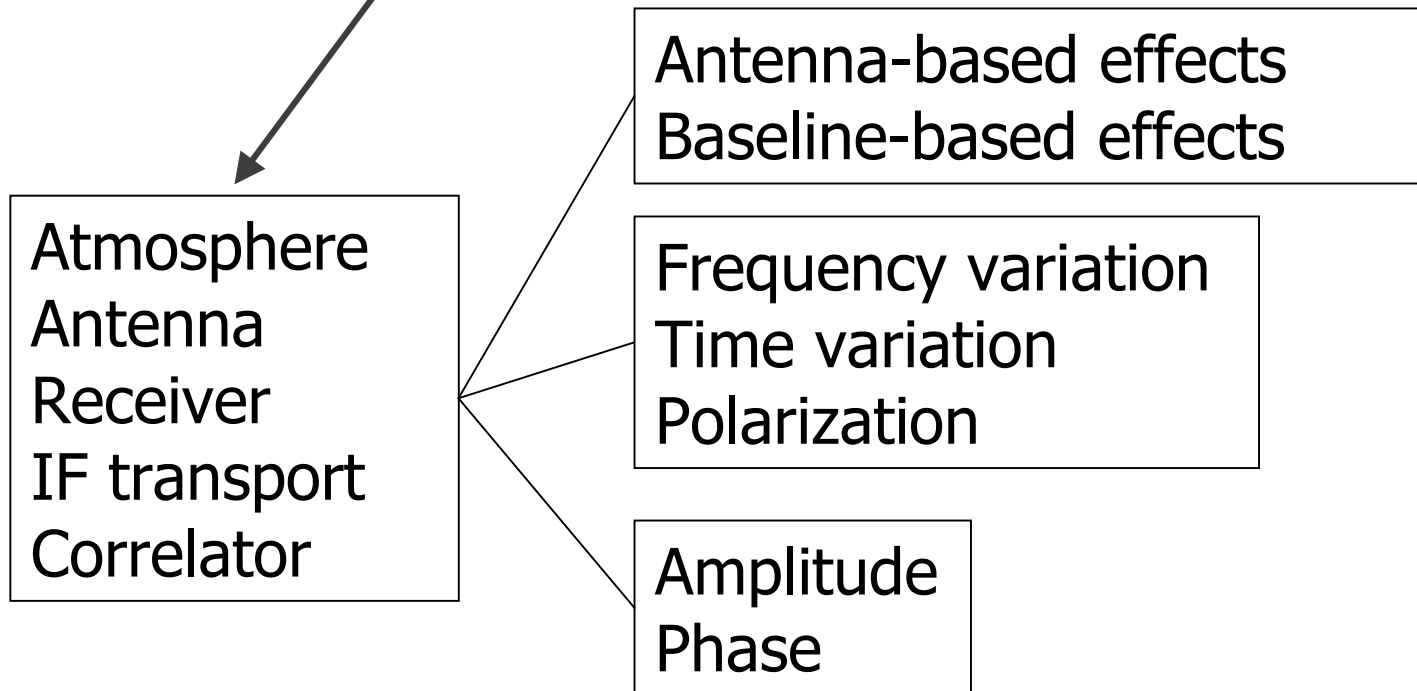 Antenna-based effects
Baseline-based effects
Atmosphere
Antenna
Receiver
IF transport
Correlator
Frequency variation
Time variation
Polarization
Amplitude
Phase